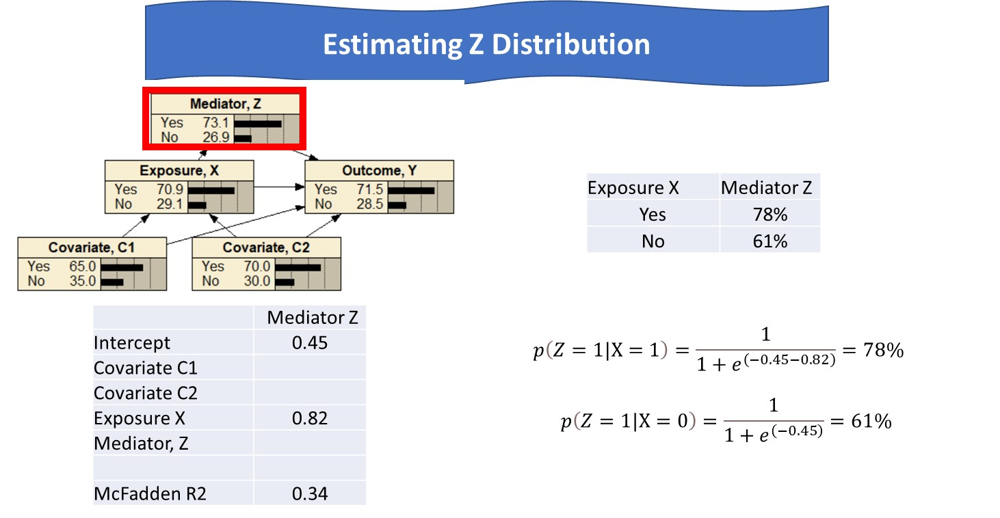 Estimating Z Distribution
Mediator, Z
Yes 73.1
No 26.9
Exposure, X
Yes 70.9
No 29.1
Outcome, Y
Yes 71.5
No 28.5
Covariate, C1
Yes 65.0
No 35.0
Covariate, C2
Yes 70.0
No 30.0
Exposure X Mediator Z
Yes 78%
No 61%
Mediator Z
Intercept 0.45
Covariate C1
Covariate C2
Exposure X 0.82
Mediator, Z
McFadden R2 0.34
p(Z = 1|X = 1) = 1 / 1 + e^(−0.45−0.82) = 78%
p(Z = 1|X = 0) = 1 / 1 + e^(−0.45) = 61%